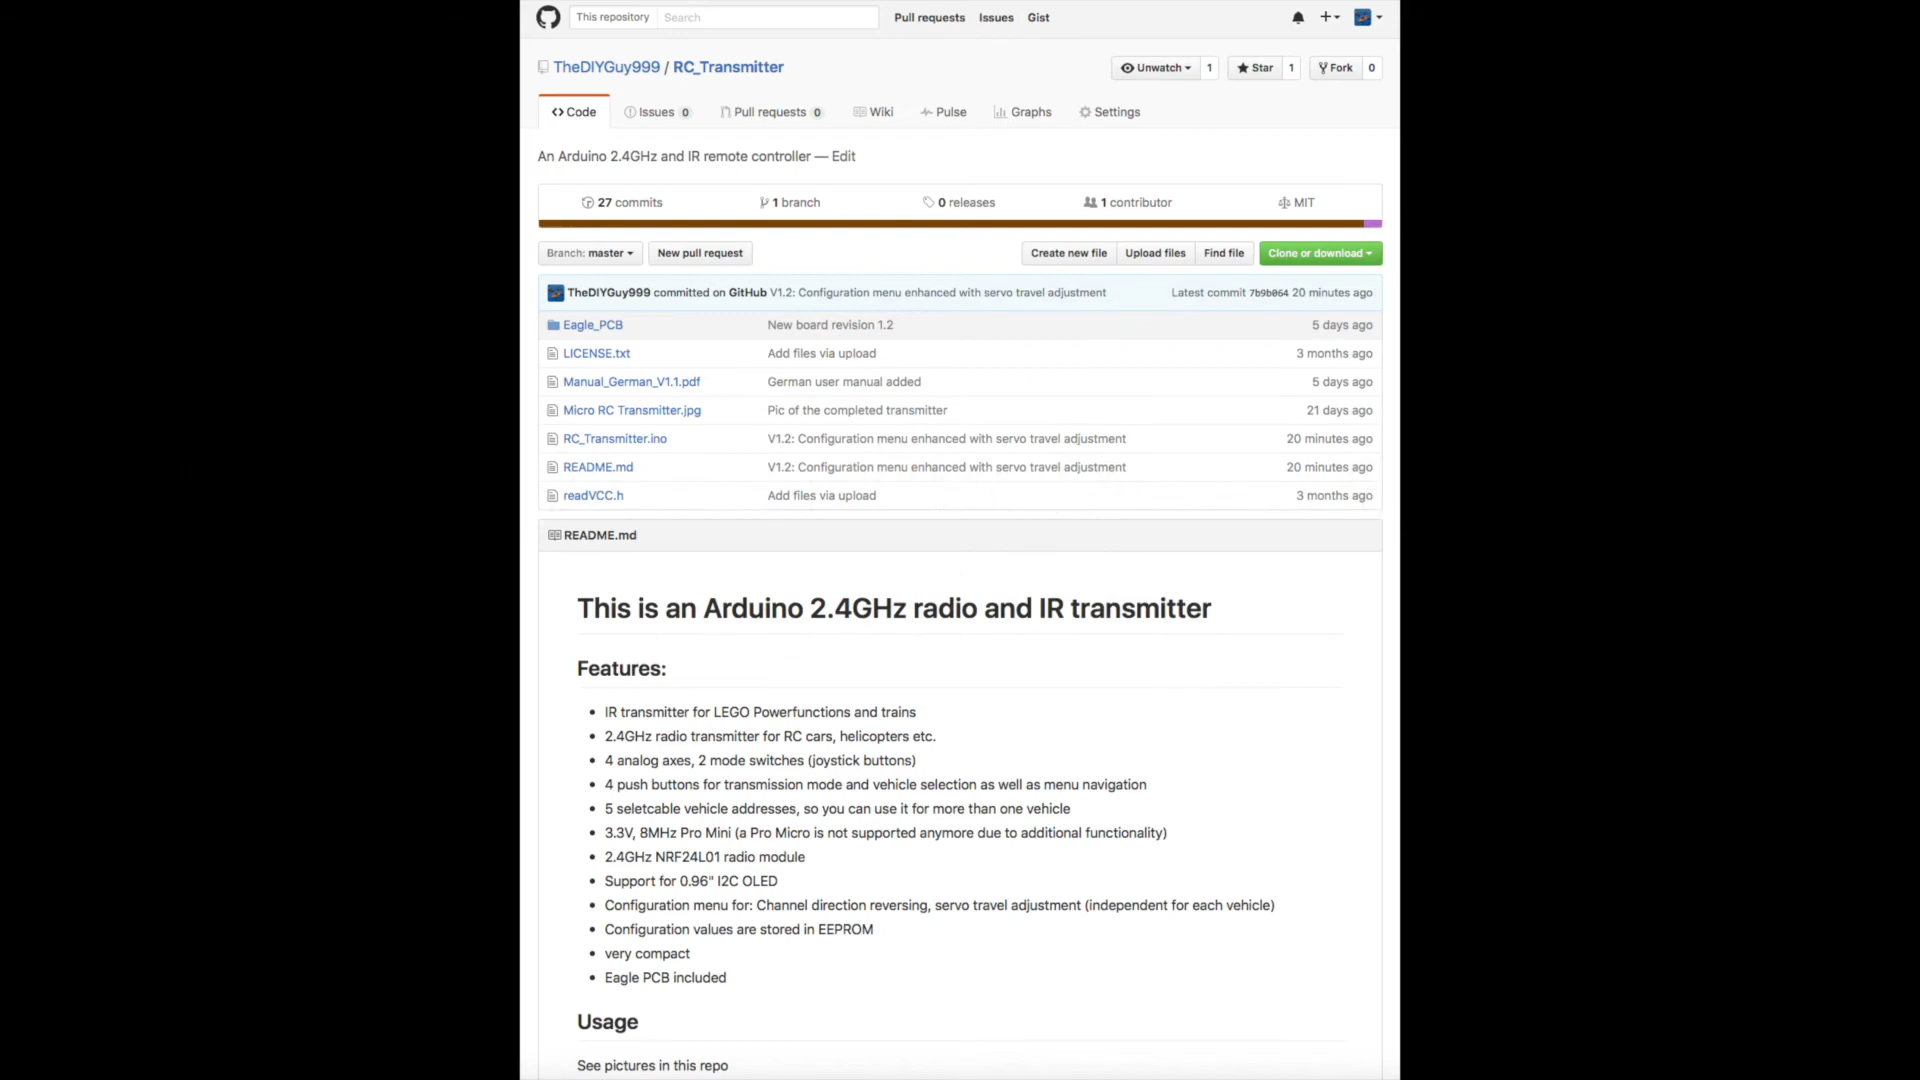 This repository Search Pull requests Issues Gist
TheDIYGuy999 / RC_Transmitter Unwatch 1 Star 1 Fork 0
Code Issues 0 Pull requests 0 Wiki Pulse Graphs Settings
An Arduino 2.4GHz and IR remote controller — Edit
27 commits 1 branch 0 releases 1 contributor MIT
Branch: master New pull request Create new file Upload files Find file Clone or download
TheDIYGuy999 committed on GitHub V1.2: Configuration menu enhanced with servo travel adjustment Latest commit 7b9b064 20 minutes ago
Eagle_PCB New board revision 1.2 5 days ago
LICENSE.txt Add files via upload 3 months ago
Manual_German_V1.1.pdf German user manual added 5 days ago
Micro RC Transmitter.jpg Pic of the completed transmitter 21 days ago
RC_Transmitter.ino V1.2: Configuration menu enhanced with servo travel adjustment 20 minutes ago
README.md V1.2: Configuration menu enhanced with servo travel adjustment 20 minutes ago
readVCC.h Add files via upload 3 months ago
README.md
This is an Arduino 2.4GHz radio and IR transmitter
Features:
• IR transmitter for LEGO Powerfunctions and trains
• 2.4GHz radio transmitter for RC cars, helicopters etc.
• 4 analog axes, 2 mode switches (joystick buttons)
• 4 push buttons for transmission mode and vehicle selection as well as menu navigation
• 5 seletcable vehicle addresses, so you can use it for more than one vehicle
• 3.3V, 8MHz Pro Mini (a Pro Micro is not supported anymore due to additional functionality)
• 2.4GHz NRF24L01 radio module
• Support for 0.96" I2C OLED
• Configuration menu for: Channel direction reversing, servo travel adjustment (independent for each vehicle)
• Configuration values are stored in EEPROM
• very compact
• Eagle PCB included
Usage
See pictures in this repo